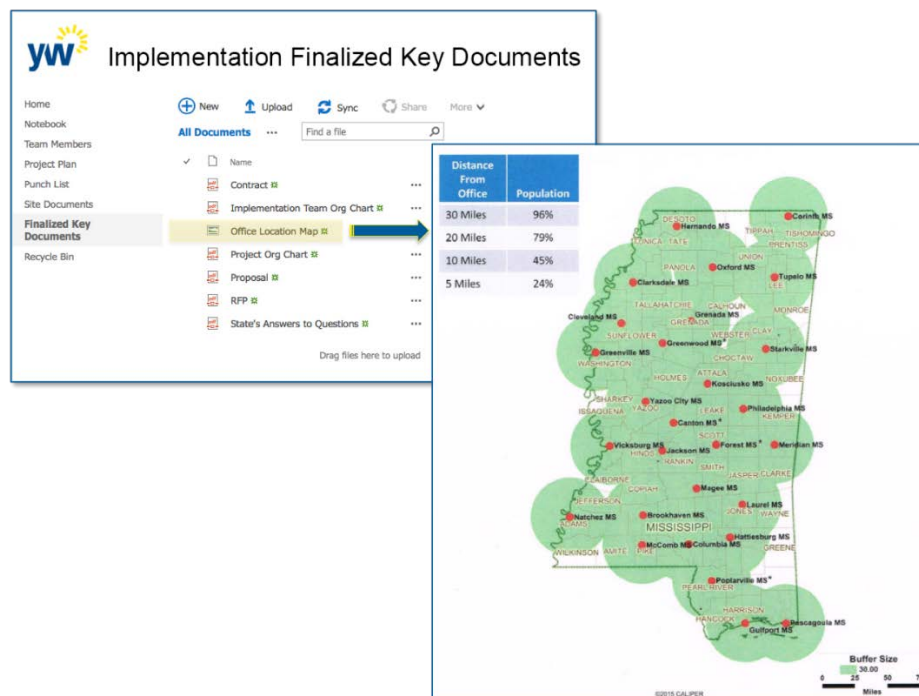 yw
Implementation Finalized Key Documents
Home
Notebook
Team Members
Project Plan
Punch List
Site Documents
Finalized Key
Documents
Recycle Bin
New Upload Sync Share More
All Documents ... Find a file
Name
Contract ...
Implementation Team Org Chart ...
Office Location Map
Project Org Chart ...
Proposal ...
RFP ...
State's Answers to Questions ...
Drag files here to upload
Distance
From
Office Population
30 Miles 96%
20 Miles 79%
10 Miles 45%
5 Miles 24%
DESOTO
Corinth MS
Hernando MS
TIPPAH TISHOMINGO
TUNICA TATE
PRENTISS
UNION
PANOLA
Oxford MS
Tupelo MS
Clarksdale MS
LEE
TALLAHATCHIE
CALHOUN
MONROE
Cleveland MS
Grenada MS
GRENADA
SUNFLOWER
WEBSTER CLAY
Greenwood MS*
Greenville MS
Starkville MS
CHOCTAW
WASHINGTON
ATTALA
HOLMES
NOXUBEE
Kosciusko MS
SHARKEY
Yazoo City MS
ISSAQUENA YAZOO
LEAKE
Philadelphia MS
KEMPER
Canton MS*
SCOTT
Vicksburg MS
Forest MS*
Meridian MS
HINDS
Jackson MS
RANKIN
SMITH
JASPER CLARKE
CLAIBORNE
COPIAH
Magee MS
JEFFERSON
Laurel MS
Natchez MS
Brookhaven MS
JONES WAYNE
ADAMS
MISSISSIPPI
Hattiesburg MS
McComb MS
Columbia MS
WILKINSON AMITE PIKE
GREENE
Poplarville MS*
PEARL RIVER
HARRISON
HANCOCK
Pascagoula MS
Gulfport MS
Buffer Size
30.00
0 25 50
Miles
©2015 CALIPER